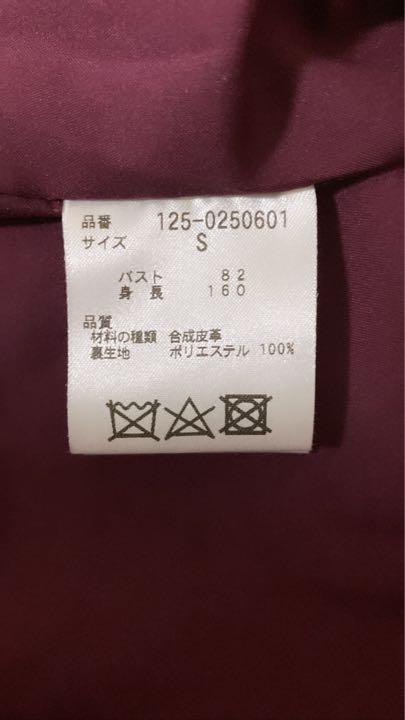 品番 125-0250601
サイズ S
バスト 82
身長 160
品質
材料の種類 合成皮革
裏生地 ポリエステル 100%